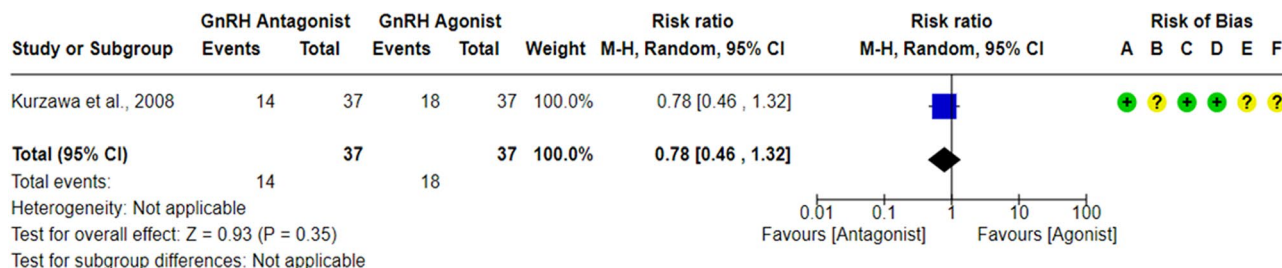 GnRH Antagonist GnRH Agonist Risk ratio Risk ratio Risk of Bias
Study or Subgroup Events Total Events Total Weight M-H, Random, 95% CI M-H, Random, 95% CI A B C D E F
Kurzawa et al., 2008 14 37 18 37 100.0% 0.78 [0.46 , 1.32] + ? + + ? ?
Total (95% CI) 37 37 100.0% 0.78 [0.46 , 1.32]
Total events: 14 18
Heterogeneity: Not applicable
0.01 0.1 1 10 100
Test for overall effect: Z = 0.93 (P = 0.35) Favours [Antagonist] Favours [Agonist]
Test for subgroup differences: Not applicable